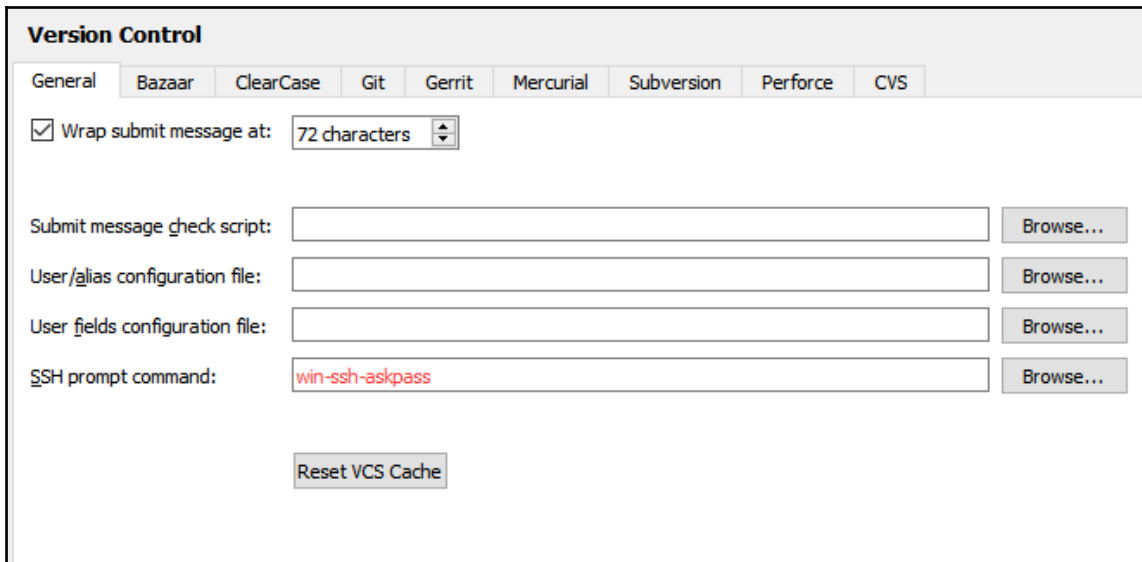 Version Control
General Bazaar ClearCase Git Gerrit Mercurial Subversion Perforce CVS
Wrap submit message at: 72 characters
Submit message check script: Browse...
User/alias configuration file: Browse...
User fields configuration file: Browse...
SSH prompt command: win-ssh-askpass Browse...
Reset VCS Cache